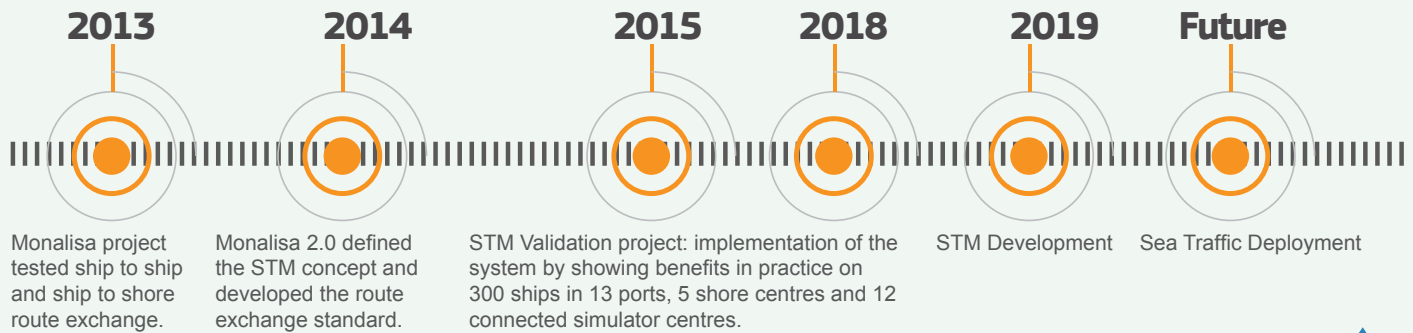 2013 2014 2015 2018 2019 Future
Monalisa project
tested ship to ship
and ship to shore
route exchange.
Monalisa 2.0 defined
the STM concept and
developed the route
exchange standard.
STM Validation project: implementation of the
system by showing benefits in practice on
300 ships in 13 ports, 5 shore centres and 12
connected simulator centres.
STM Development
Sea Traffic Deployment